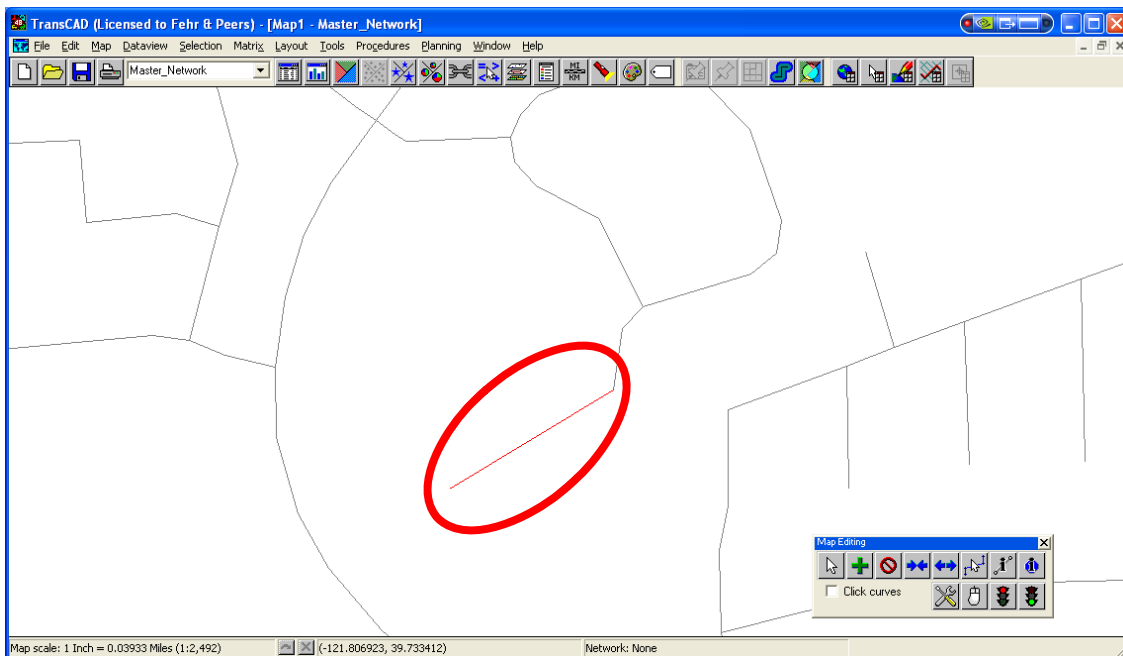 TransCAD (Licensed to Fehr & Peers) - [Map1 - Master_Network]
File Edit Map Dataview Selection Matrix Layout Tools Procedures Planning Window Help
Master_Network
MI
KM
Map Editing
Click curves
Map scale: 1 Inch = 0.03933 Miles (1:2,492) (-121.806923, 39.733412) Network: None